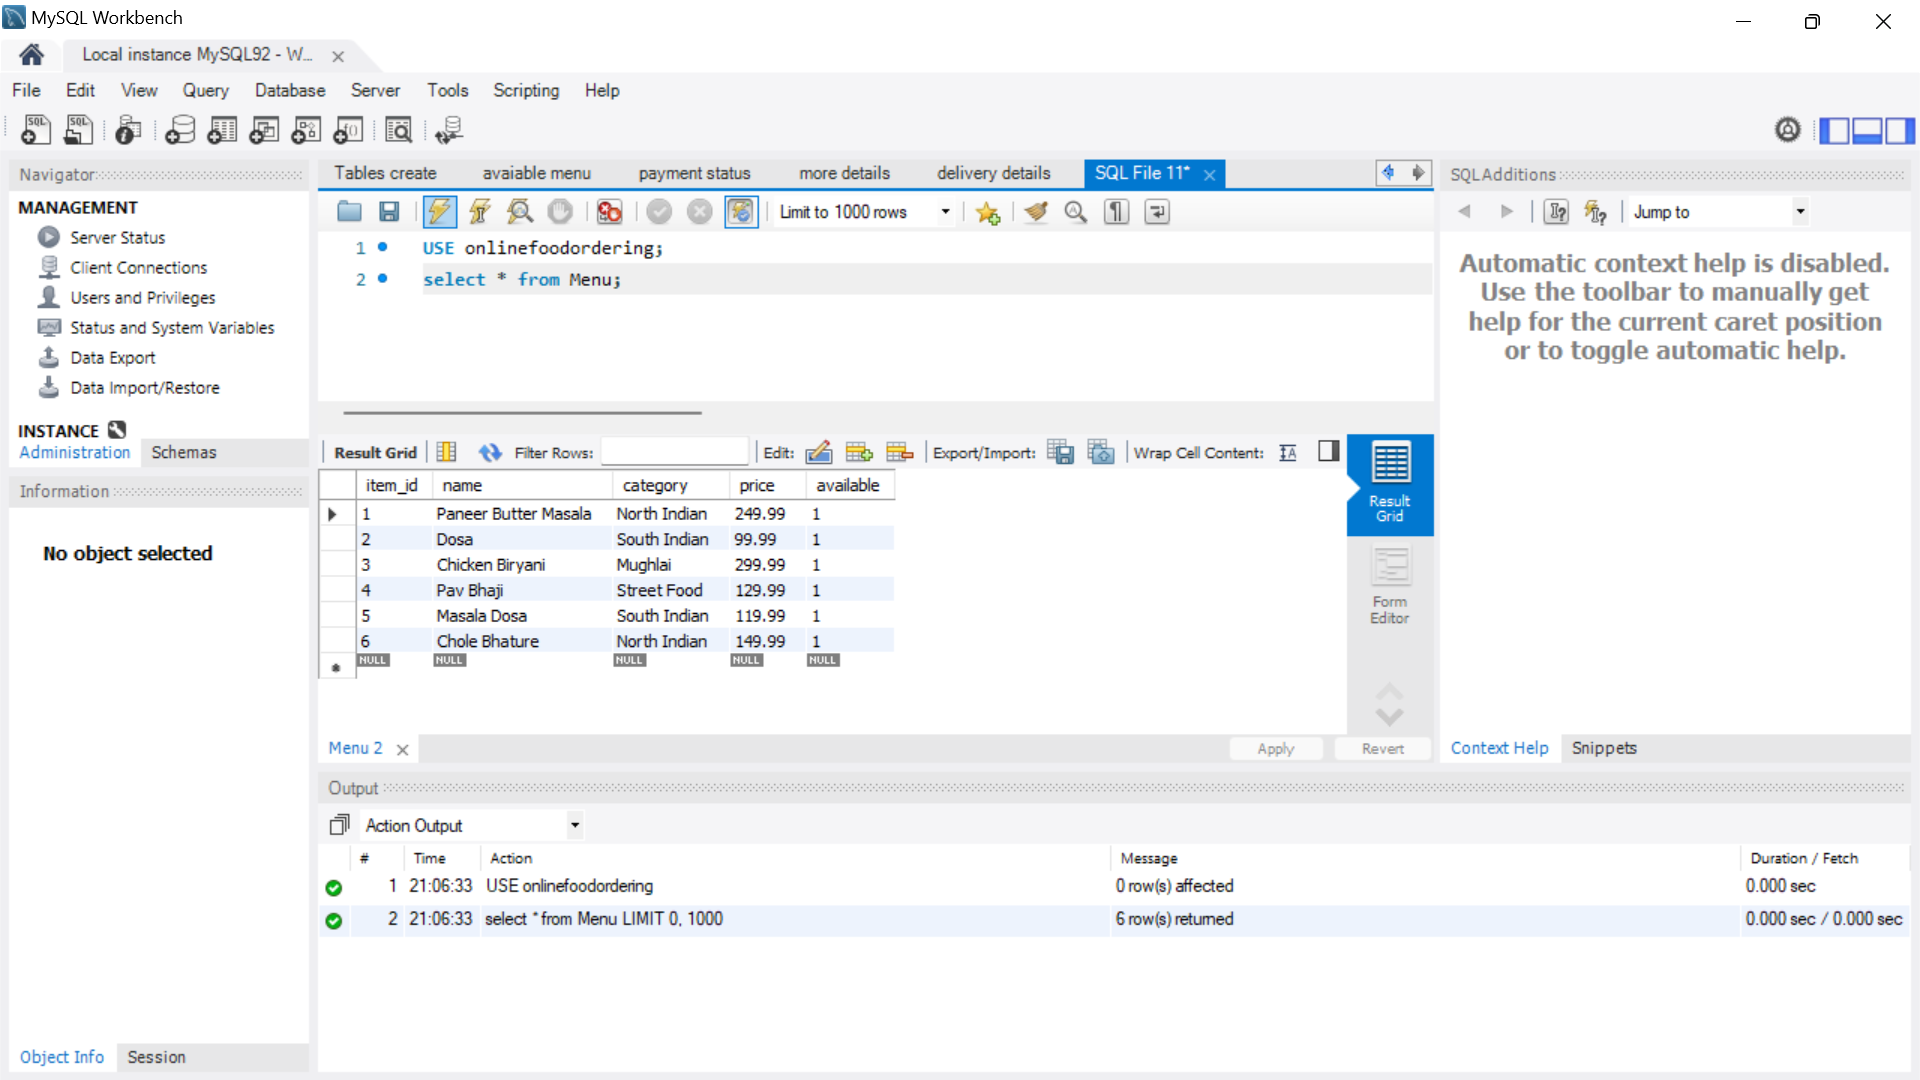 MySQL Workbench
Local instance MySQL92 - W...
File Edit View Query Database Server Tools Scripting Help
Navigator
MANAGEMENT
Server Status
Client Connections
Users and Privileges
Status and System Variables
Data Export
Data Import/Restore
INSTANCE
Administration Schemas
Information
No object selected
Object Info Session
Tables create avaiable menu payment status more details delivery details SQL File 11*
Limit to 1000 rows
1 USE onlinefoodordering;
2 select * from Menu;
Result Grid Filter Rows: Edit: Export/Import: Wrap Cell Content:
item_id name category price available
1 Paneer Butter Masala North Indian 249.99 1
2 Dosa South Indian 99.99 1
3 Chicken Biryani Mughlai 299.99 1
4 Pav Bhaji Street Food 129.99 1
5 Masala Dosa South Indian 119.99 1
6 Chole Bhature North Indian 149.99 1
NULL NULL NULL NULL NULL
Result
Grid
Form
Editor
Menu 2 Apply Revert
SQLAdditions
Jump to
Automatic context help is disabled.
Use the toolbar to manually get
help for the current caret position
or to toggle automatic help.
Context Help Snippets
Output
Action Output
# Time Action Message Duration / Fetch
1 21:06:33 USE onlinefoodordering 0 row(s) affected 0.000 sec
2 21:06:33 select * from Menu LIMIT 0, 1000 6 row(s) returned 0.000 sec / 0.000 sec